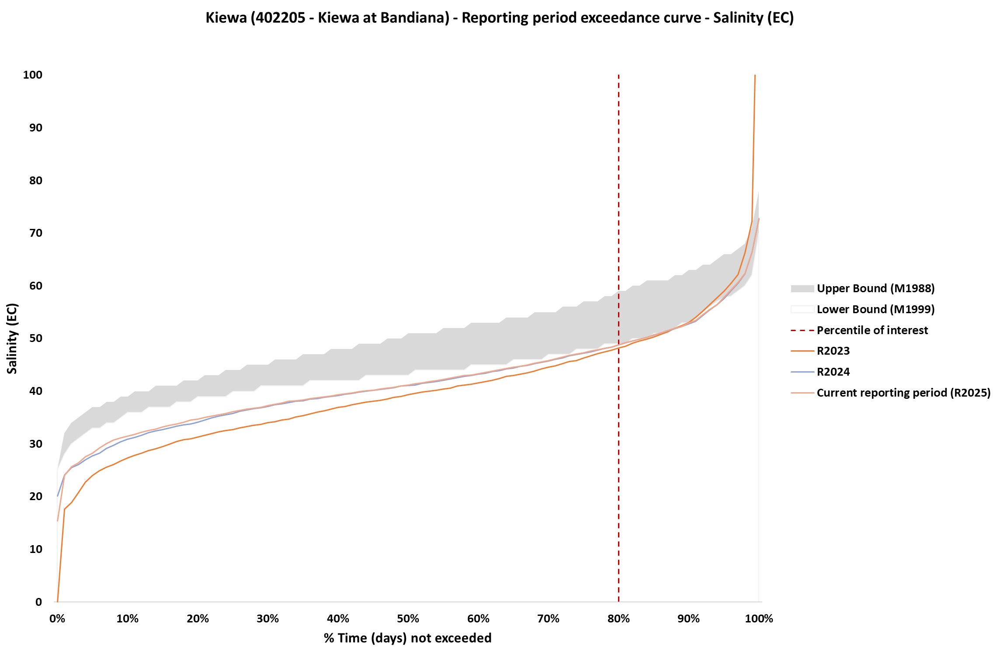 Kiewa (402205 - Kiewa at Bandiana) - Reporting period exceedance curve - Salinity (EC)
100
90
80
70
60
50
40
30
20
10
0
Salinity (EC)
0% 10% 20% 30% 40% 50% 60% 70% 80% 90% 100%
% Time (days) not exceeded
Upper Bound (M1988)
Lower Bound (M1999)
Percentile of interest
R2023
R2024
Current reporting period (R2025)